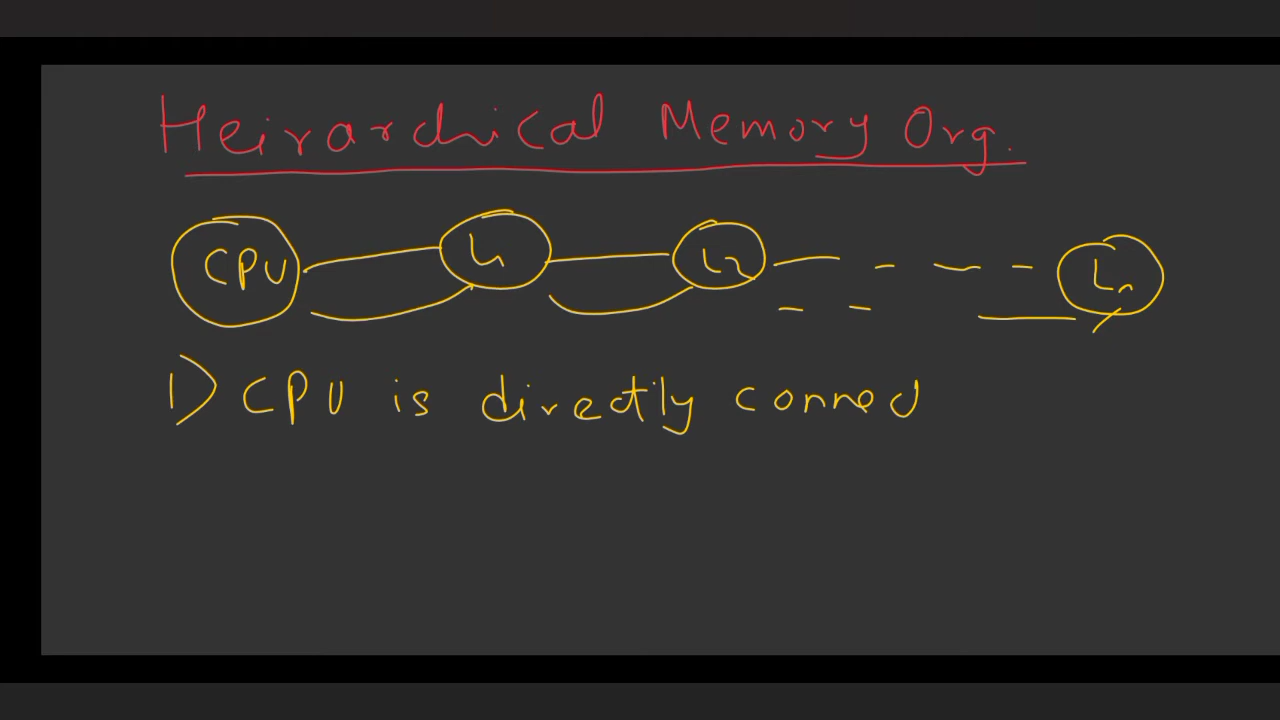 Heirarchical Memory Org.
CPU L1 L2 Ln
1) CPU is directly conned